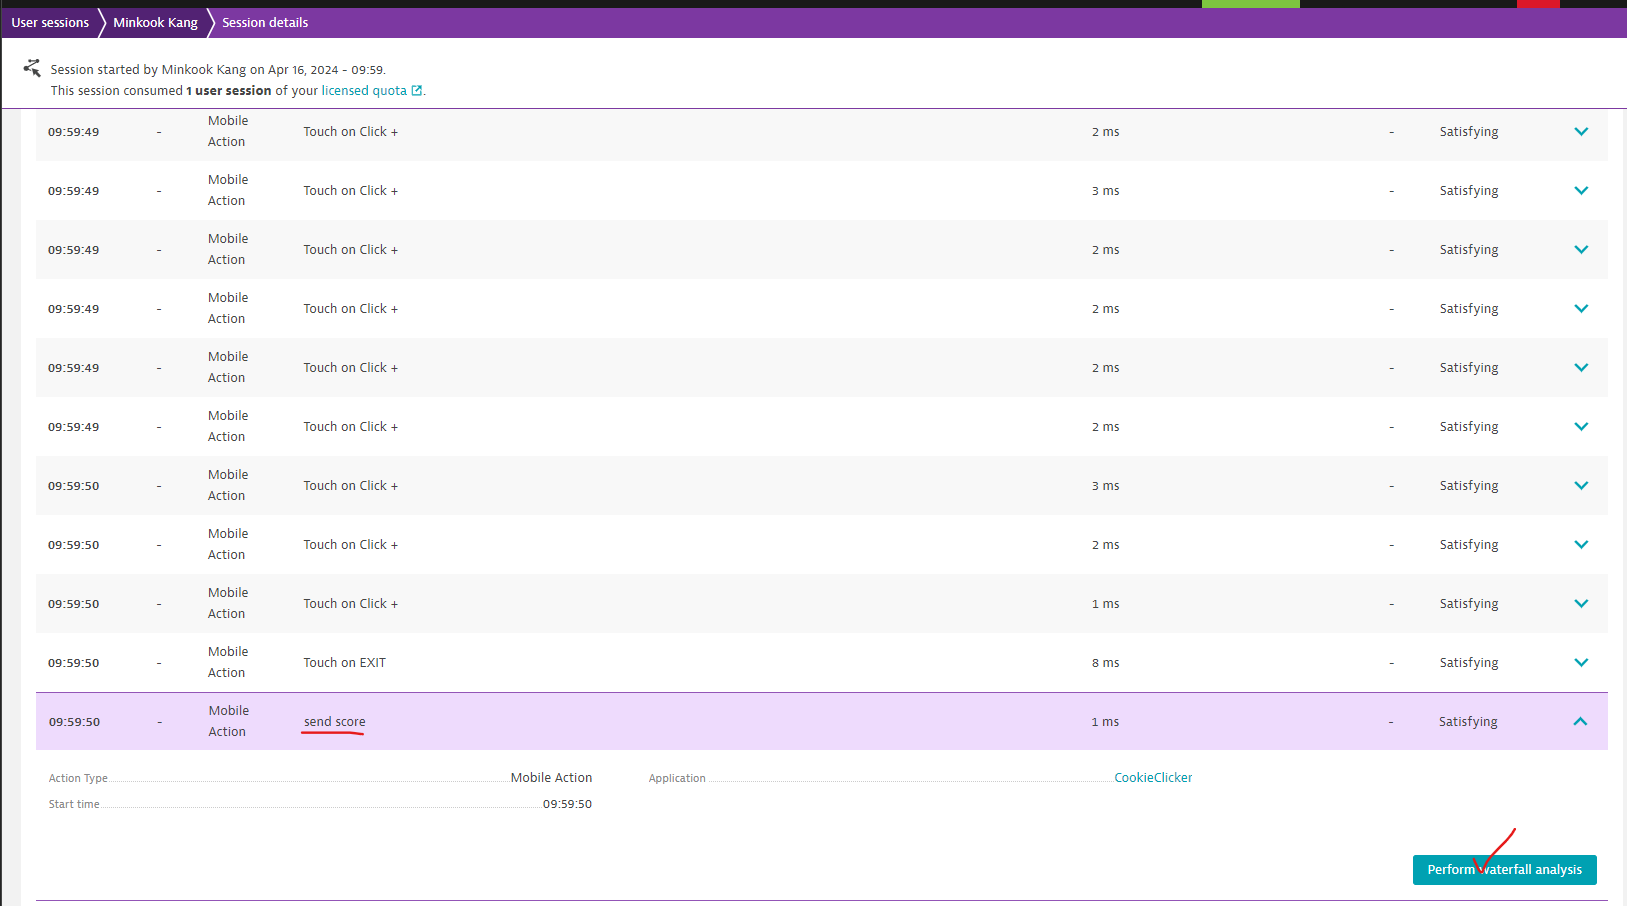 User sessions Minkook Kang Session details
Session started by Minkook Kang on Apr 16, 2024 - 09:59.
This session consumed 1 user session of your licensed quota.
09:59:49 - Mobile Action Touch on Click + 2 ms - Satisfying
09:59:49 - Mobile Action Touch on Click + 3 ms - Satisfying
09:59:49 - Mobile Action Touch on Click + 2 ms - Satisfying
09:59:49 - Mobile Action Touch on Click + 2 ms - Satisfying
09:59:49 - Mobile Action Touch on Click + 2 ms - Satisfying
09:59:49 - Mobile Action Touch on Click + 2 ms - Satisfying
09:59:50 - Mobile Action Touch on Click + 3 ms - Satisfying
09:59:50 - Mobile Action Touch on Click + 2 ms - Satisfying
09:59:50 - Mobile Action Touch on Click + 1 ms - Satisfying
09:59:50 - Mobile Action Touch on EXIT 8 ms - Satisfying
09:59:50 - Mobile Action send score 1 ms - Satisfying
Action Type Mobile Action Application CookieClicker
Start time 09:59:50
Perform waterfall analysis